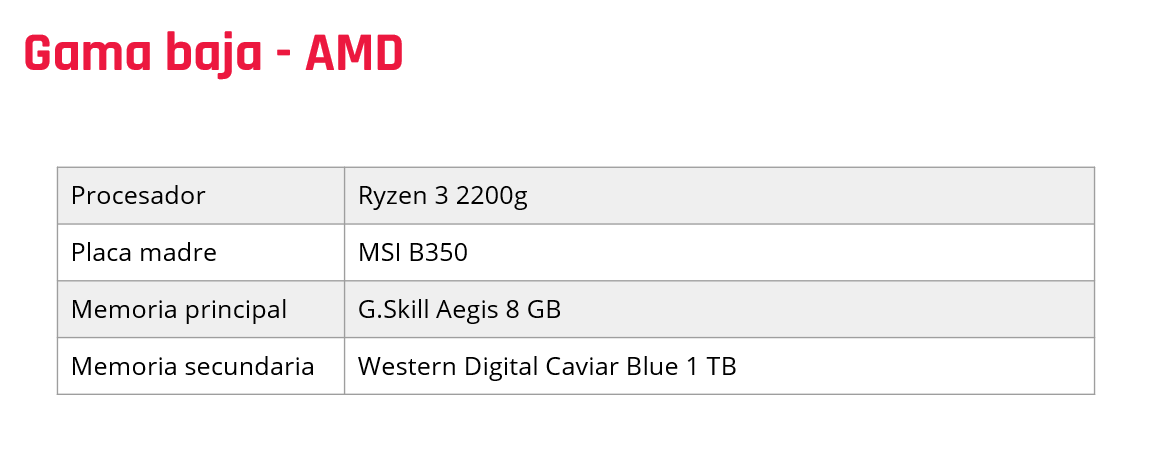 Gama baja - AMD
Procesador Ryzen 3 2200g
Placa madre MSI B350
Memoria principal G.Skill Aegis 8 GB
Memoria secundaria Western Digital Caviar Blue 1 TB